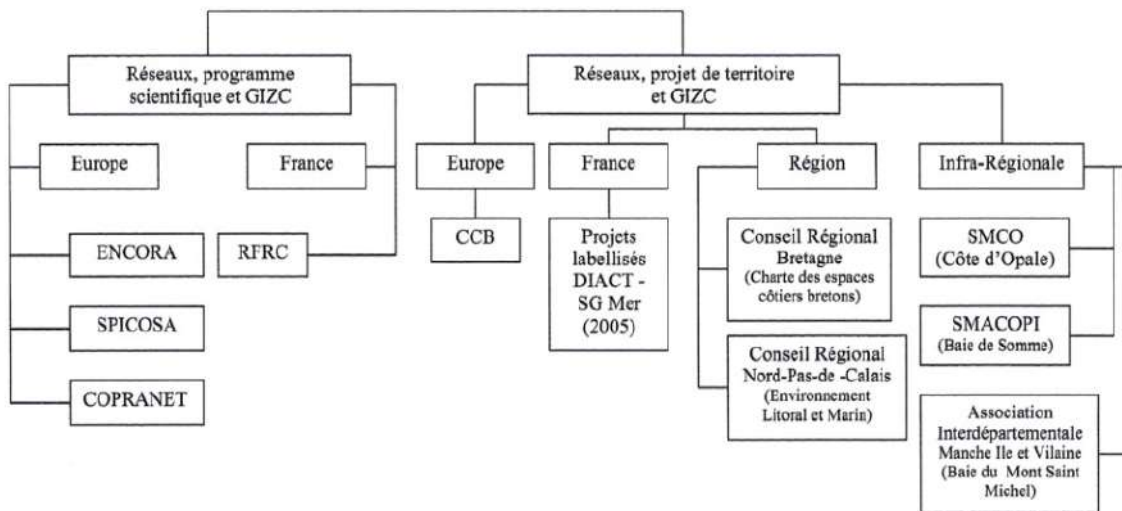 Réseaux, programme
scientifique et GIZC
Europe
France
ENCORA
RFRC
SPICOSA
COPRANET
Réseaux, projet de territoire
et GIZC
Europe
France
Région
Infra-Régionale
CCB
Projets
labellisés
DIACT -
SG Mer
(2005)
Conseil Régional
Bretagne
(Charte des espaces
côtiers bretons)
Conseil Régional
Nord-Pas-de -Calais
(Environnement
Litoral et Marin)
SMCO
(Côte d'Opale)
SMACOPI
(Baie de Somme)
Association
Interdépartementale
Manche Ile et Vilaine
(Baie du Mont Saint
Michel)